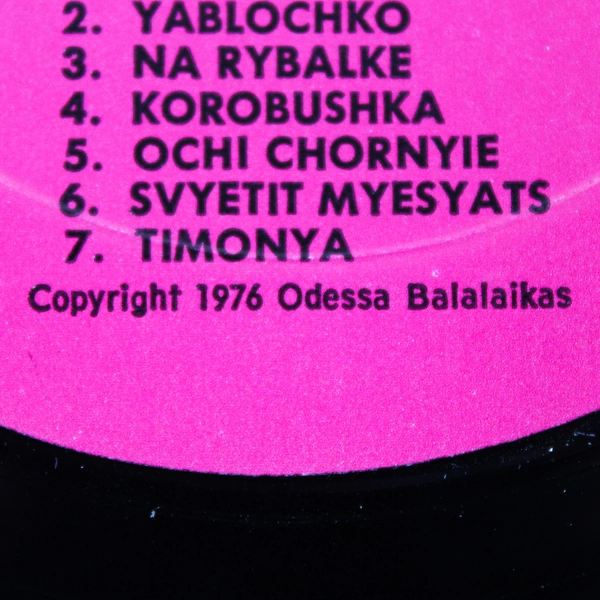 2. YABLOCHKO
3. NA RYBALKE
4. KOROBUSHKA
5. OCHI CHORNYIE
6. SVYETIT MYESYATS
7. TIMONYA
Copyright 1976 Odessa Balalaikas